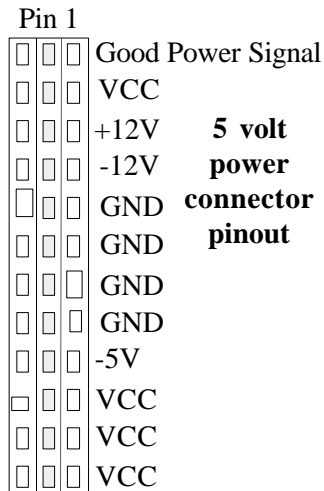 Pin 1
Good Power Signal
VCC
+12V
-12V
GND
GND
GND
GND
-5V
VCC
VCC
VCC
5 volt
power
connector
pinout